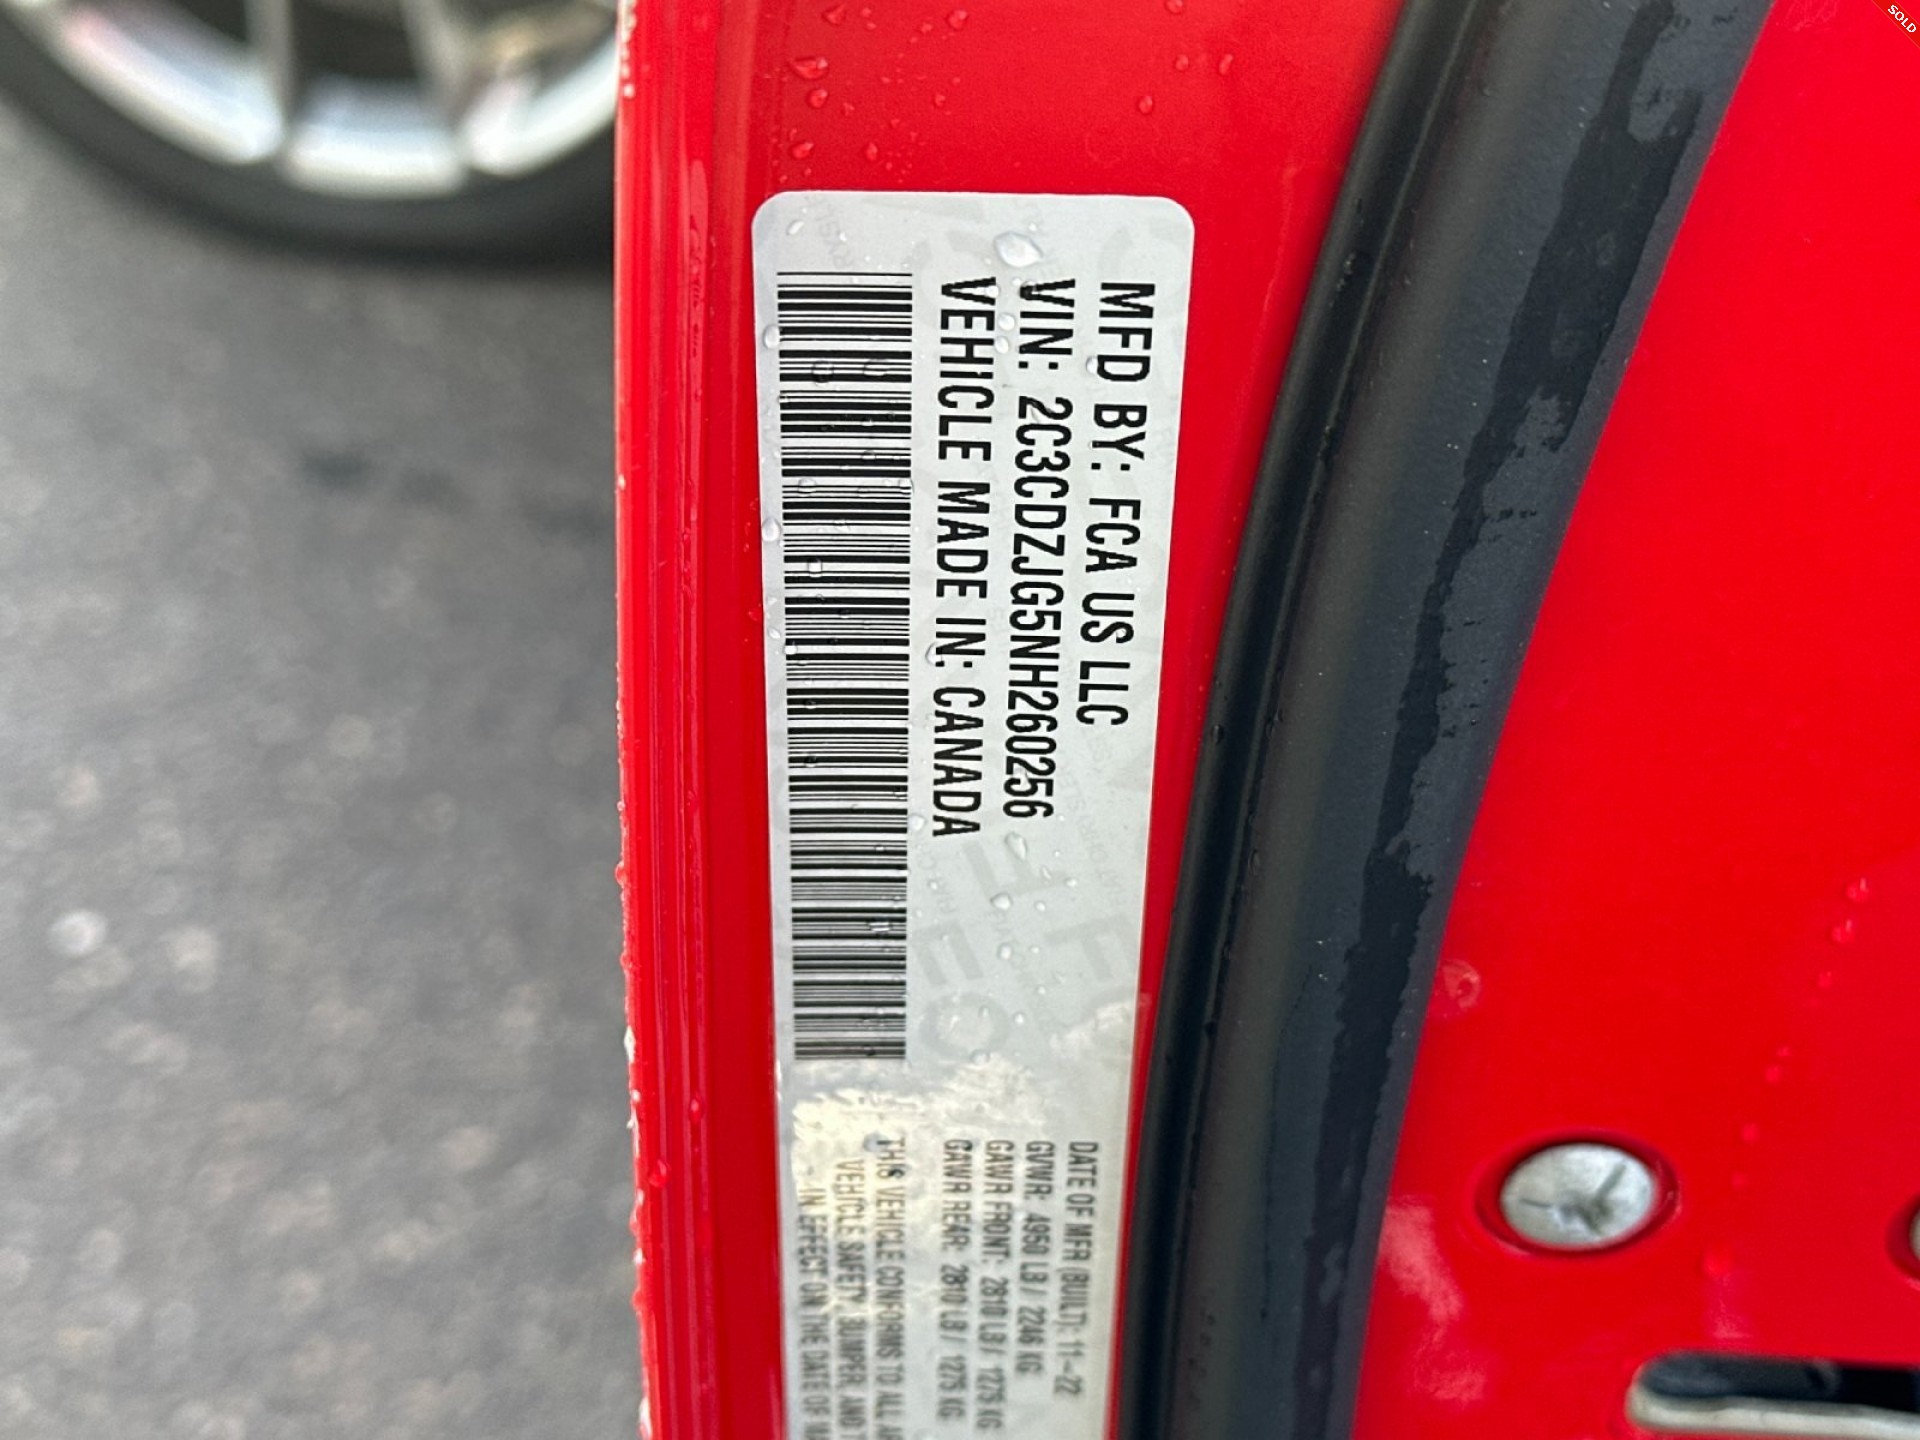 MFD BY: FCA US LLC
VIN: 2C3CDZJG5NH260256
VEHICLE MADE IN: CANADA
DATE OF MFR (BUILT): 11-22
GVWR: 4950 LB / 2246 KG
GAWR FRONT: 2810 LB / 1275 KG
GAWR REAR: 2810 LB / 1275 KG
THIS VEHICLE CONFORMS TO ALL
VEHICLE SAFETY, BUMPER, AND
IN EFFECT ON THE DATE OF
SOLD